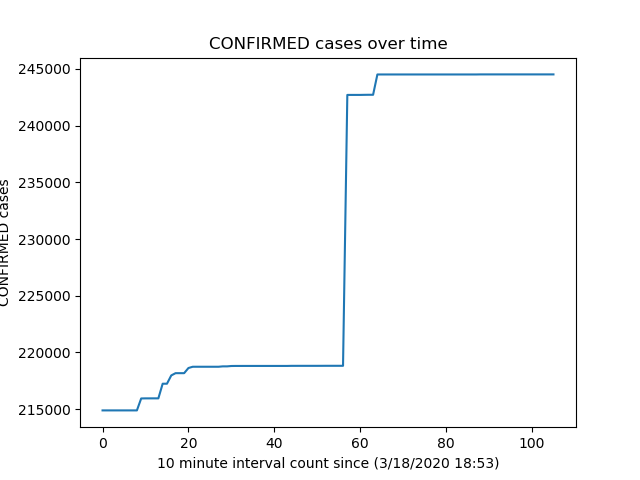 CONFIRMED cases over time
245000
240000
235000
230000
225000
220000
215000
CONFIRMED cases
0 20 40 60 80 100
10 minute interval count since (3/18/2020 18:53)